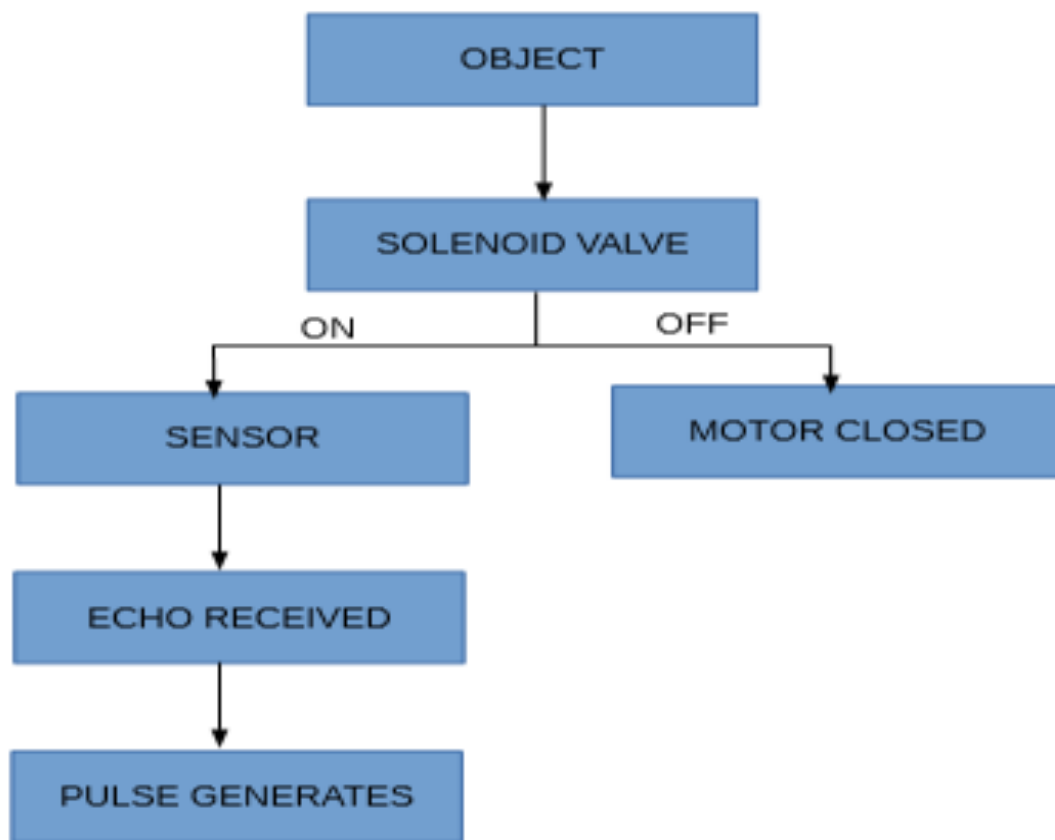 OBJECT
SOLENOID VALVE
ON
OFF
SENSOR
MOTOR CLOSED
ECHO RECEIVED
PULSE GENERATES